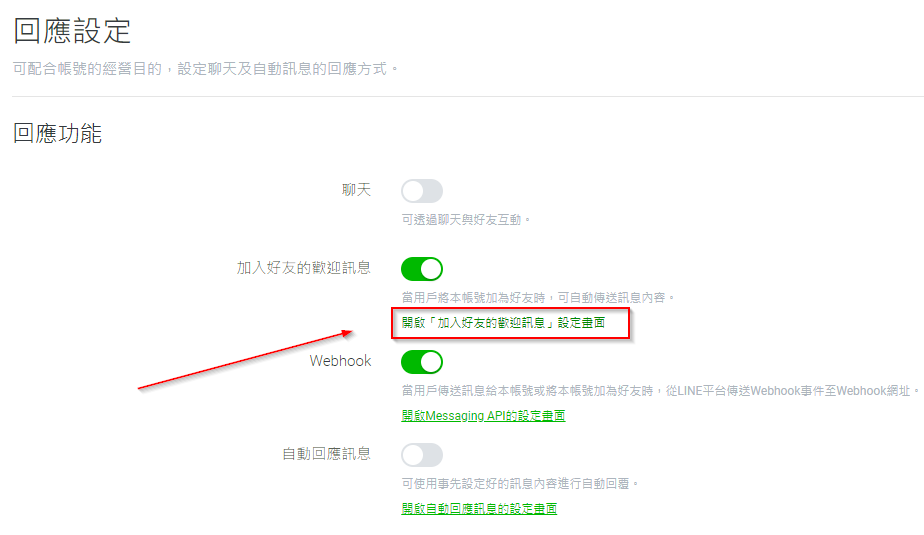 回應設定
可配合帳號的經營目的，設定聊天及自動訊息的回應方式。
回應功能
聊天
可透過聊天與好友互動。
加入好友的歡迎訊息
當用戶將本帳號加為好友時，可自動傳送訊息內容。
開啟「加入好友的歡迎訊息」設定畫面
Webhook
當用戶傳送訊息給本帳號或將本帳號加為好友時，從LINE平台傳送Webhook事件至Webhook網址。
開啟Messaging API的設定畫面
自動回應訊息
可使用事先設定好的訊息內容進行自動回覆。
開啟自動回應訊息的設定畫面